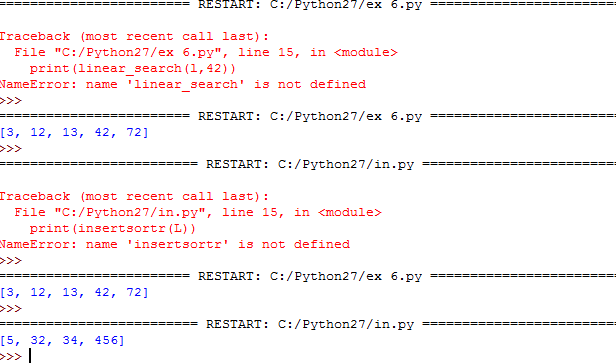 ======================== RESTART: C:/Python27/ex 6.py ========================
Traceback (most recent call last):
  File "C:/Python27/ex 6.py", line 15, in <module>
    print(linear_search(l,42))
NameError: name 'linear_search' is not defined
>>>
========================= RESTART: C:/Python27/ex 6.py ========================
[3, 12, 13, 42, 72]
>>>
========================== RESTART: C:/Python27/in.py =========================
Traceback (most recent call last):
  File "C:/Python27/in.py", line 15, in <module>
    print(insertsortr(L))
NameError: name 'insertsortr' is not defined
>>>
======================== RESTART: C:/Python27/ex 6.py ========================
[3, 12, 13, 42, 72]
>>>
========================== RESTART: C:/Python27/in.py =========================
[5, 32, 34, 456]
>>>